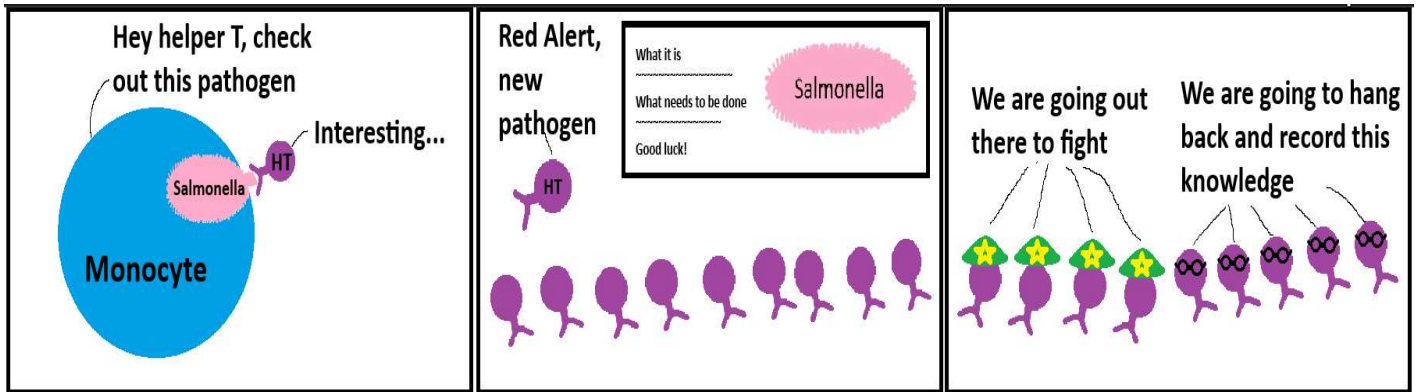 Hey helper T, check
out this pathogen
Interesting...
HT
Salmonella
Monocyte
Red Alert,
new
pathogen
HT
What it is
~~~~~~~~~~~~~~~~~
What needs to be done
~~~~~~~~~~~~~~~
Good luck!
Salmonella
We are going out
there to fight
We are going to hang
back and record this
knowledge